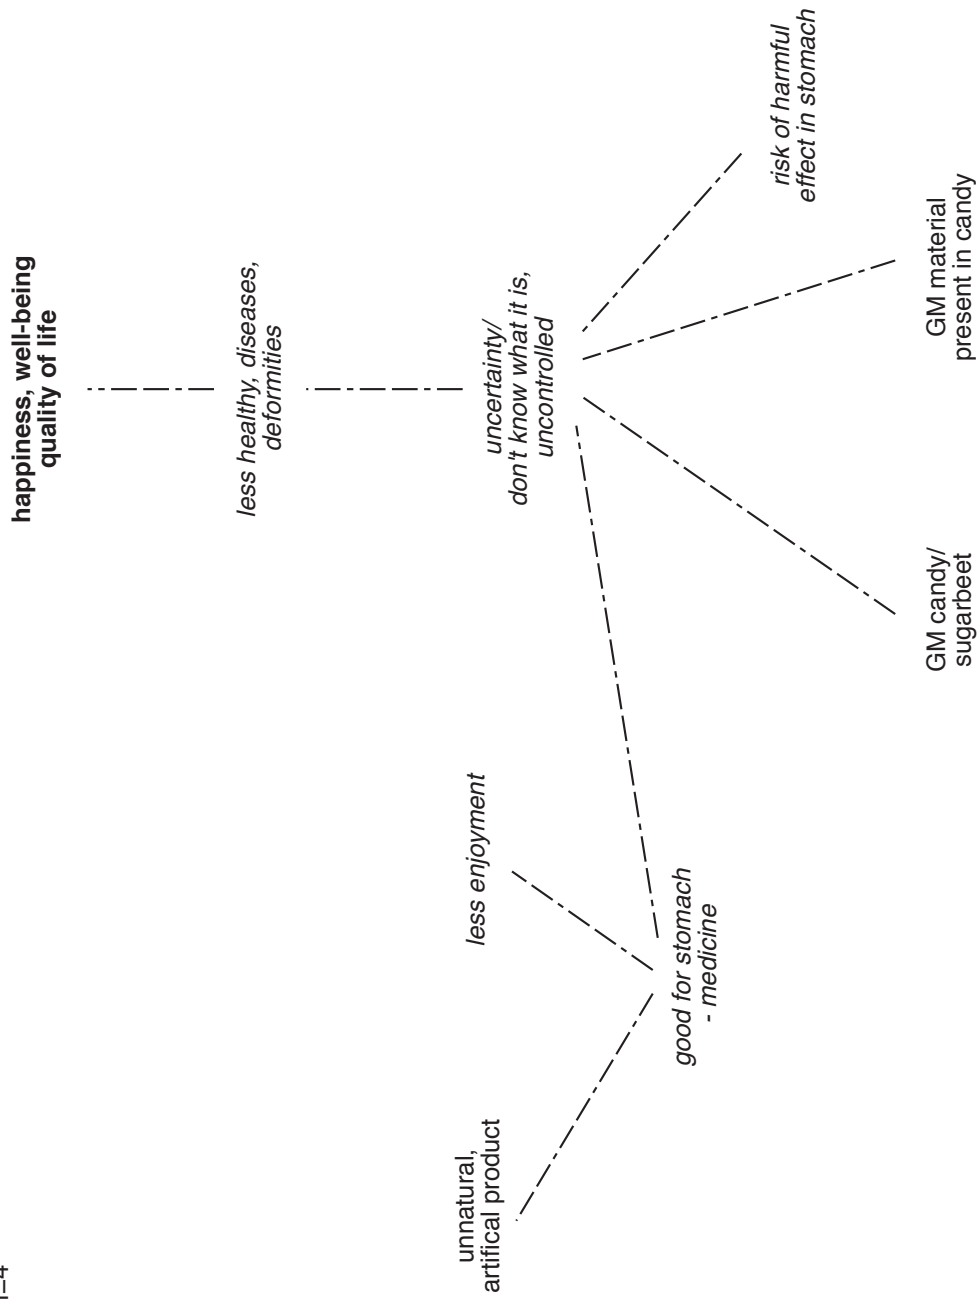 happiness, well-being
quality of life
less healthy, diseases,
deformities
uncertainty/
don't know what it is,
uncontrolled
less enjoyment
unnatural,
artifical product
risk of harmful
effect in stomach
good for stomach
- medicine
GM material
present in candy
GM candy/
sugarbeet